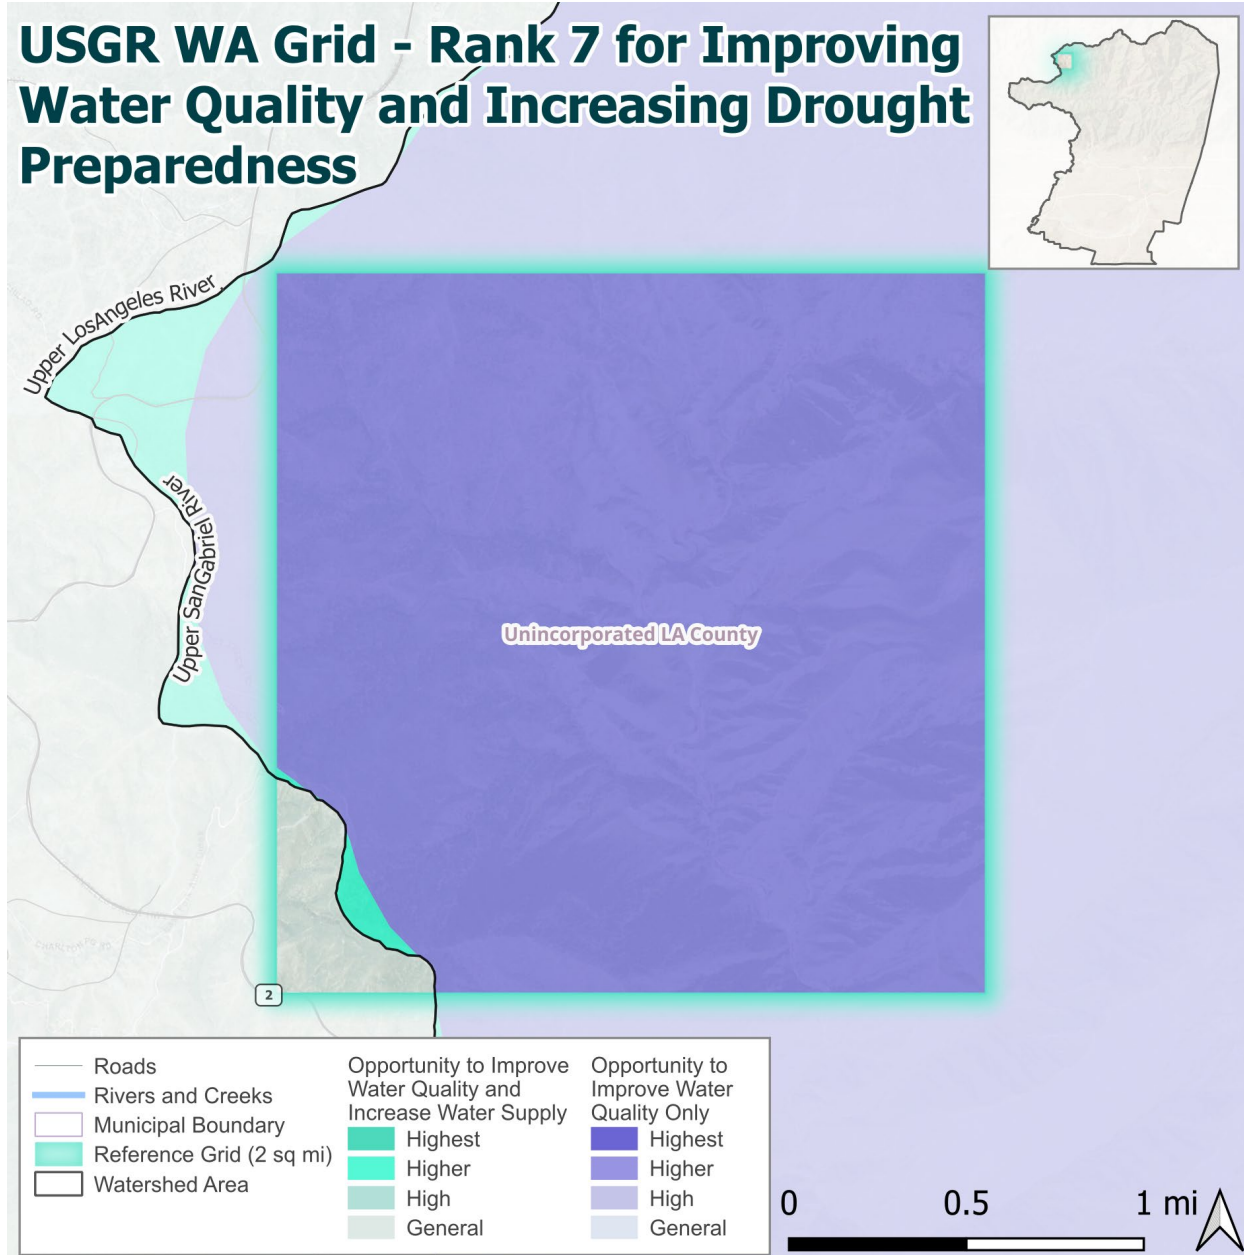 USGR WA Grid - Rank 7 for Improving
Water Quality and Increasing Drought
Preparedness
Upper LosAngeles River
Upper SanGabriel River
Unincorporated LA County
2
Roads
Rivers and Creeks
Municipal Boundary
Reference Grid (2 sq mi)
Watershed Area
Opportunity to Improve
Water Quality and
Increase Water Supply
Highest
Higher
High
General
Opportunity to
Improve Water
Quality Only
Highest
Higher
High
General
0 0.5 1 mi